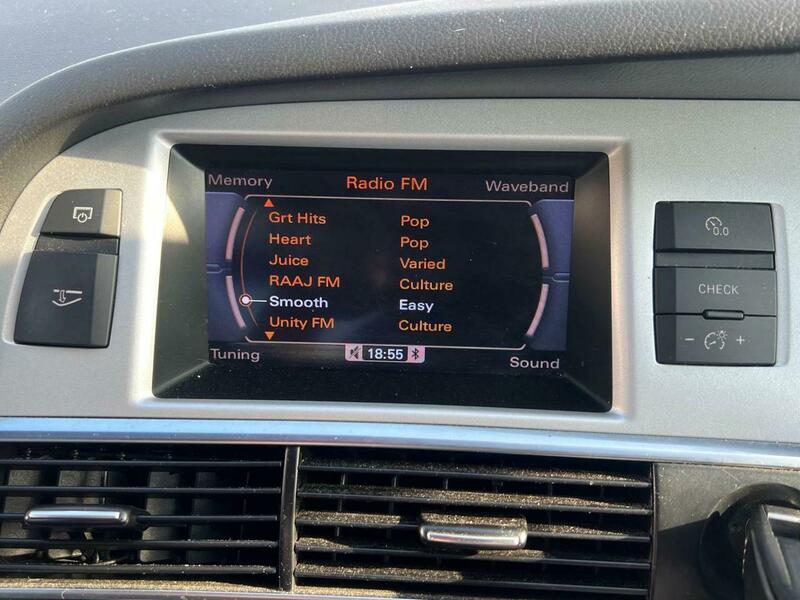 Memory Radio FM Waveband
Grt Hits Pop
Heart Pop
Juice Varied
RAAJ FM Culture
Smooth Easy
Unity FM Culture
Tuning 18:55 Sound
0.0
CHECK
- +